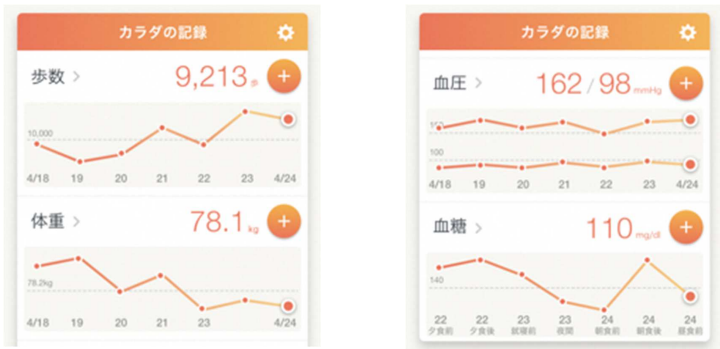 カラダの記録
歩数
9,213歩
10,000
4/18 19 20 21 22 23 4/24
体重
78.1kg
78.2kg
4/18 19 20 21 22 23 4/24
カラダの記録
血圧
162/98mmHg
100
4/18 19 20 21 22 23 4/24
血糖
110mg/dl
140
22 22 23 23 24 24 24
夕食前 夕食後 就寝前 夜間 朝食前 朝食後 昼食前